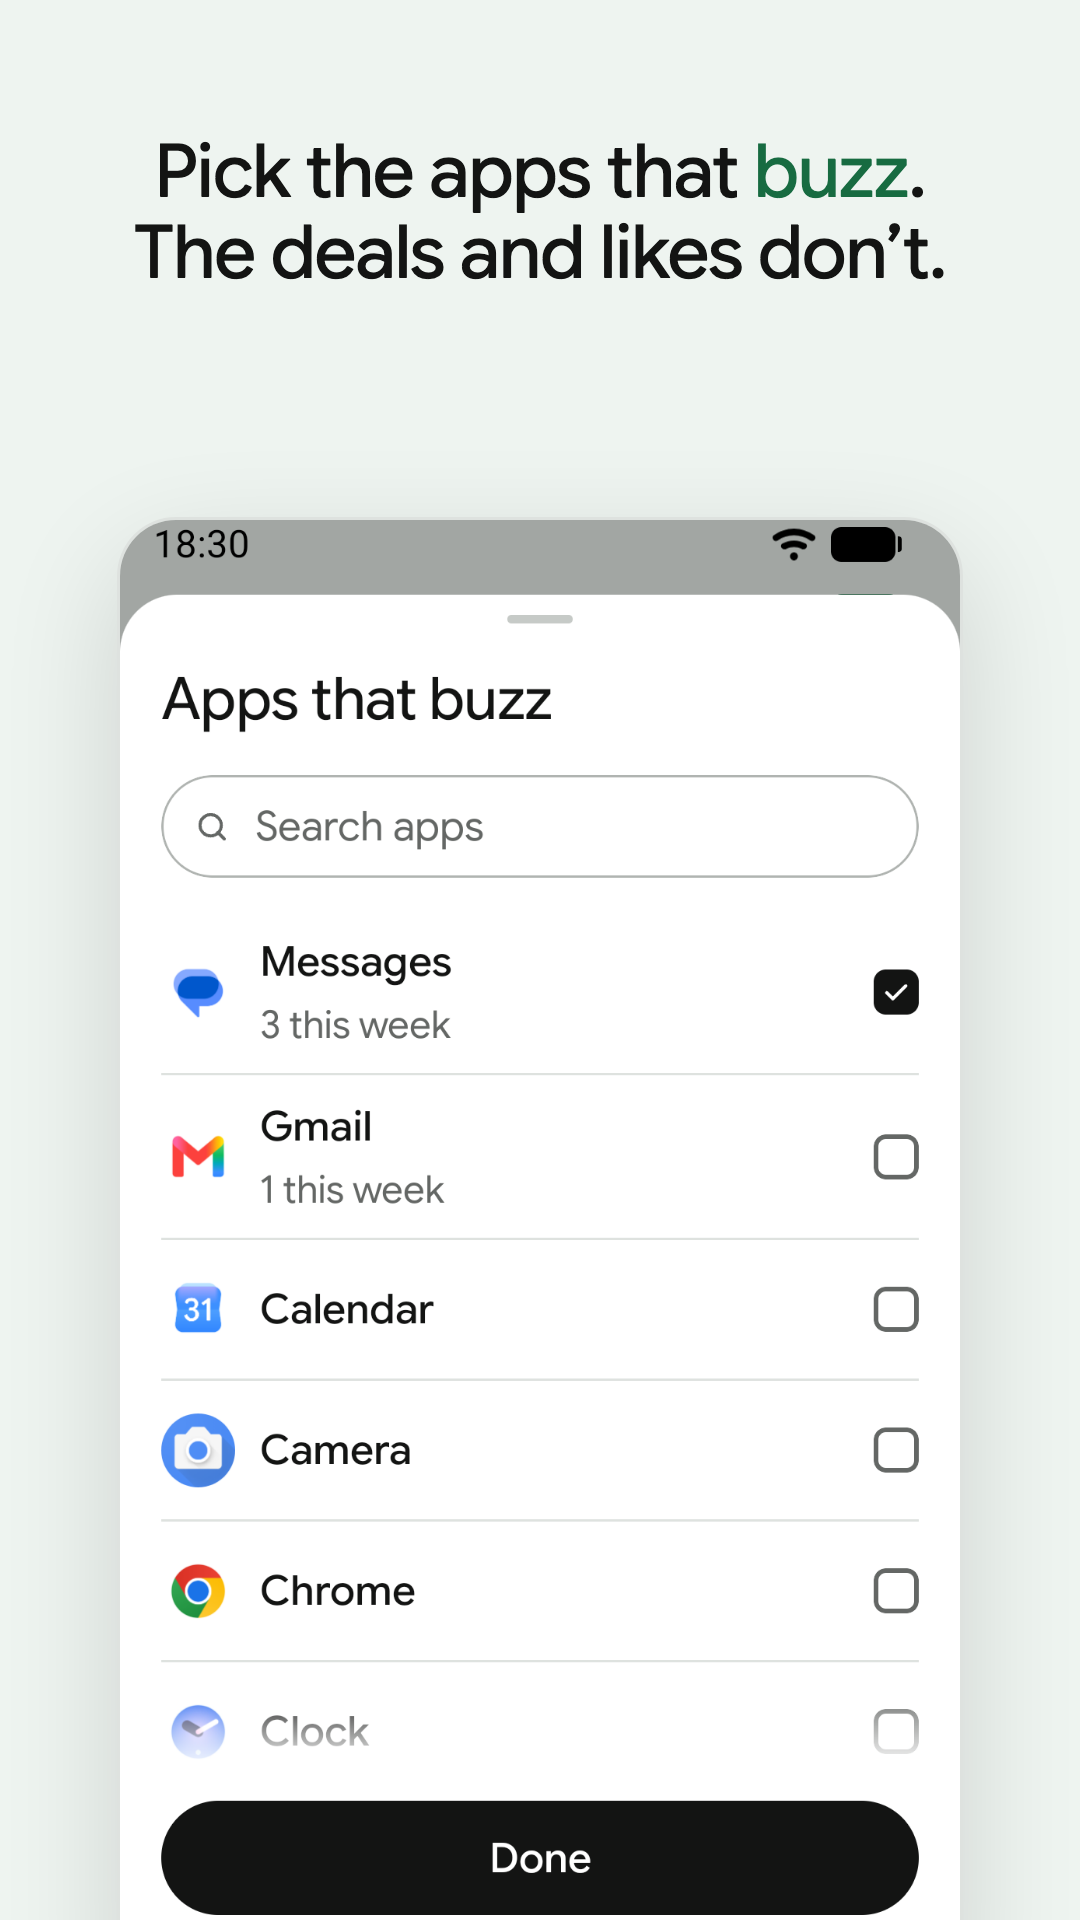 Pick the apps that buzz.
The deals and likes don’t.
18:30
Apps that buzz
Search apps
Messages
3 this week
Gmail
1 this week
31
Calendar
Camera
Chrome
Clock
Done